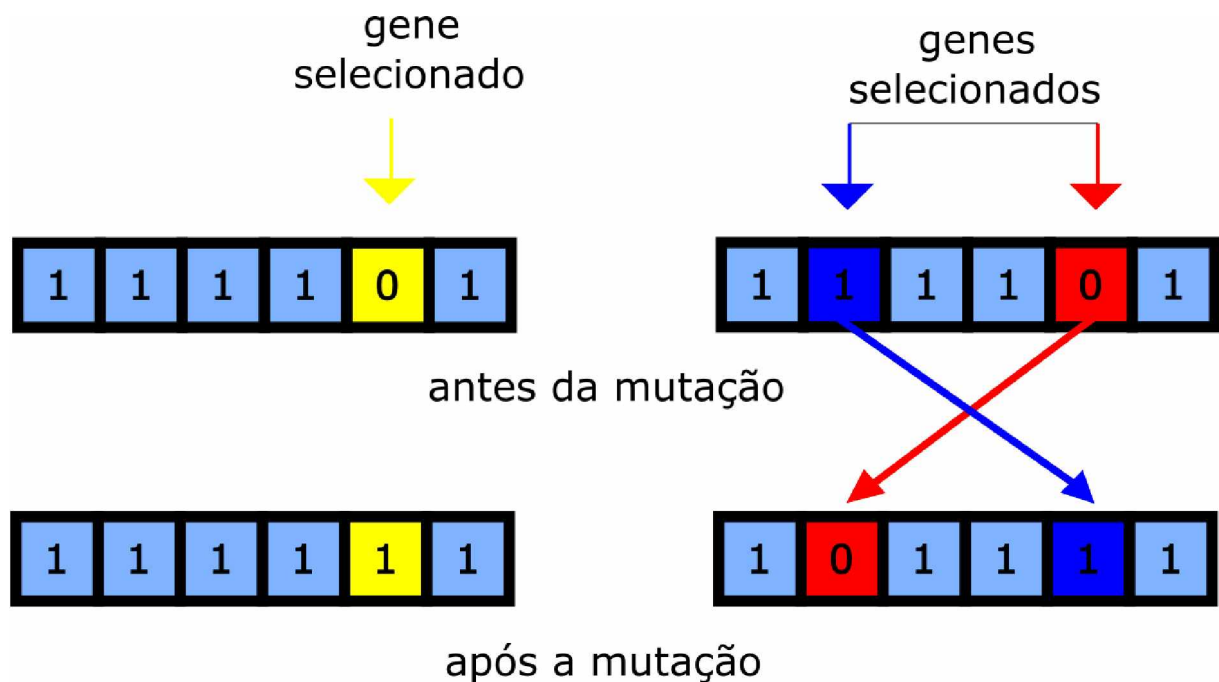 gene
selecionado
genes
selecionados
1 1 1 1 0 1
1 1 1 1 0 1
antes da mutação
1 1 1 1 1 1
1 0 1 1 1 1
após a mutação